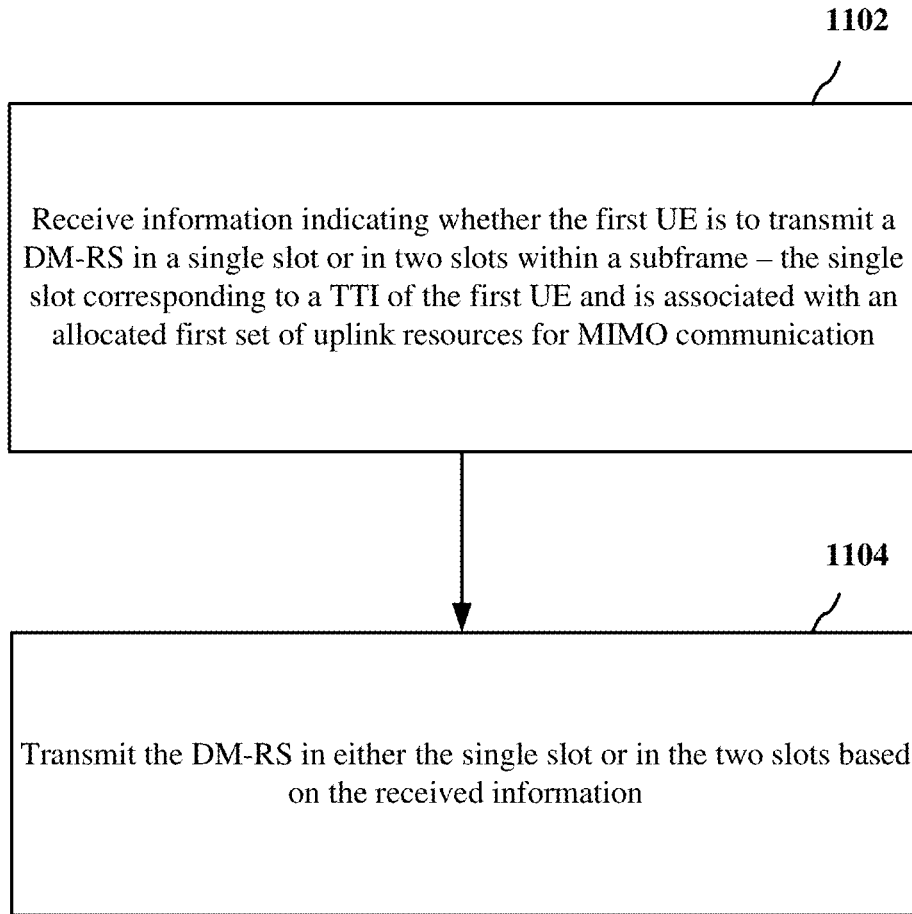 1102
Receive information indicating whether the first UE is to transmit a
DM-RS in a single slot or in two slots within a subframe – the single
slot corresponding to a TTI of the first UE and is associated with an
allocated first set of uplink resources for MIMO communication
1104
Transmit the DM-RS in either the single slot or in the two slots based
on the received information